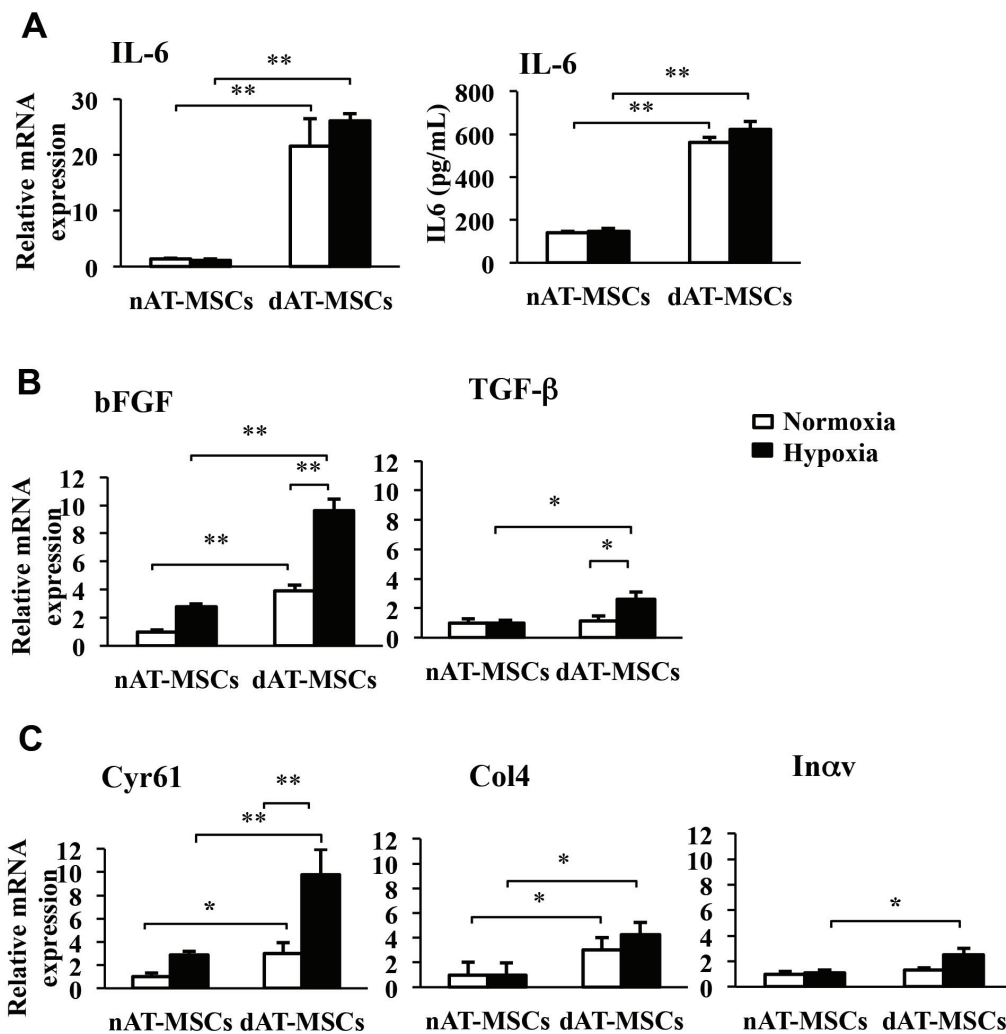 A
IL-6
**
**
30
20
10
0
Relative mRNA
expression
nAT-MSCs dAT-MSCs
IL-6
**
**
800
600
400
200
0
IL6 (pg/mL)
nAT-MSCs dAT-MSCs
B
bFGF
**
**
**
12
10
8
6
4
2
0
Relative mRNA
expression
nAT-MSCs dAT-MSCs
TGF-β
*
*
12
10
8
6
4
2
0
nAT-MSCs dAT-MSCs
Normoxia
Hypoxia
C
Cyr61
**
**
*
12
10
8
6
4
2
0
Relative mRNA
expression
nAT-MSCs dAT-MSCs
Col4
*
*
12
10
8
6
4
2
0
nAT-MSCs dAT-MSCs
Inαv
*
12
10
8
6
4
2
0
nAT-MSCs dAT-MSCs